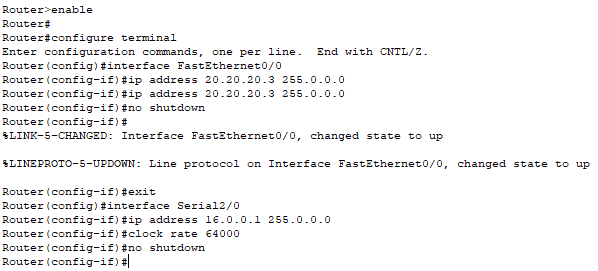 Router>enable
Router#
Router#configure terminal
Enter configuration commands, one per line.  End with CNTL/Z.
Router(config)#interface FastEthernet0/0
Router(config-if)#ip address 20.20.20.3 255.0.0.0
Router(config-if)#ip address 20.20.20.3 255.0.0.0
Router(config-if)#no shutdown
Router(config-if)#
%LINK-5-CHANGED: Interface FastEthernet0/0, changed state to up
%LINEPROTO-5-UPDOWN: Line protocol on Interface FastEthernet0/0, changed state to up
Router(config-if)#exit
Router(config)#interface Serial2/0
Router(config-if)#ip address 16.0.0.1 255.0.0.0
Router(config-if)#clock rate 64000
Router(config-if)#no shutdown
Router(config-if)#